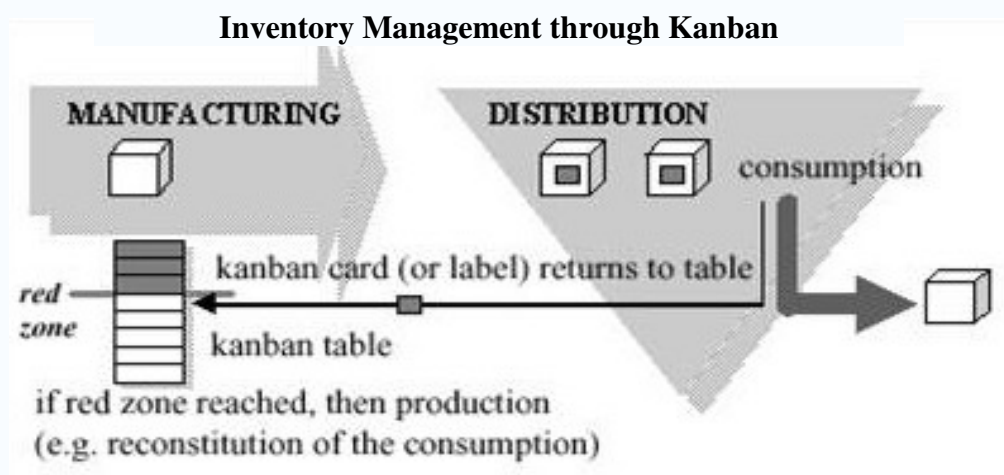 Inventory Management through Kanban
MANUFACTURING
DISTRIBUTION
consumption
kanban card (or label) returns to table
red
zone
kanban table
if red zone reached, then production
(e.g. reconstitution of the consumption)